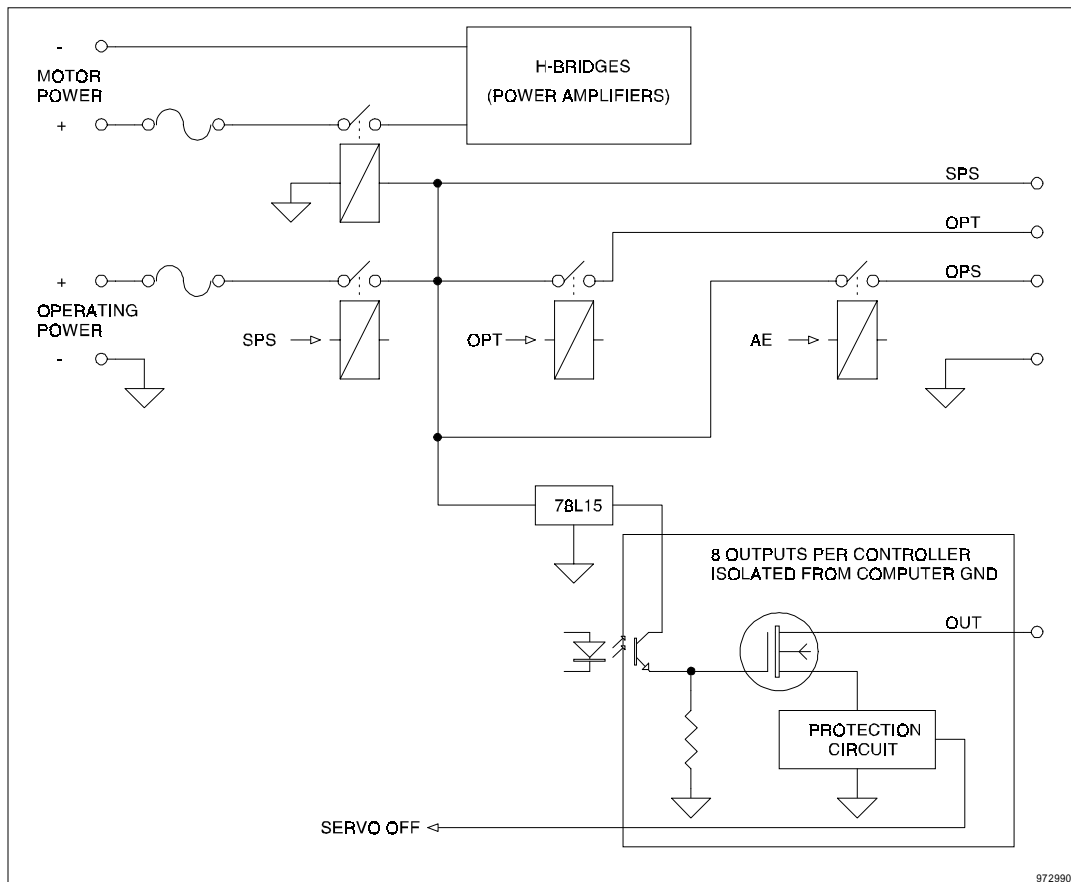 -
MOTOR
POWER
+
H-BRIDGES
(POWER AMPLIFIERS)
SPS
OPT
OPS
+
OPERATING
POWER
-
SPS
OPT
AE
78L15
8 OUTPUTS PER CONTROLLER
ISOLATED FROM COMPUTER GND
OUT
PROTECTION
CIRCUIT
SERVO OFF
972990